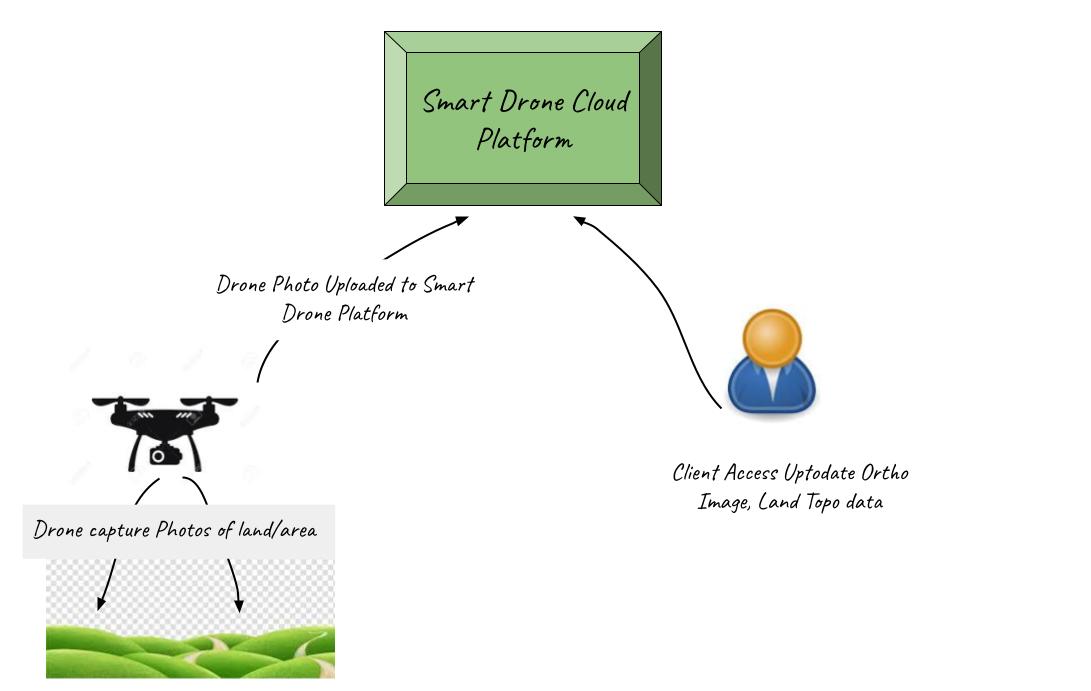 Smart Drone Cloud
Platform
Drone Photo Uploaded to Smart
Drone Platform
Client Access Uptodate Ortho
Image, Land Topo data
Drone capture Photos of land/area